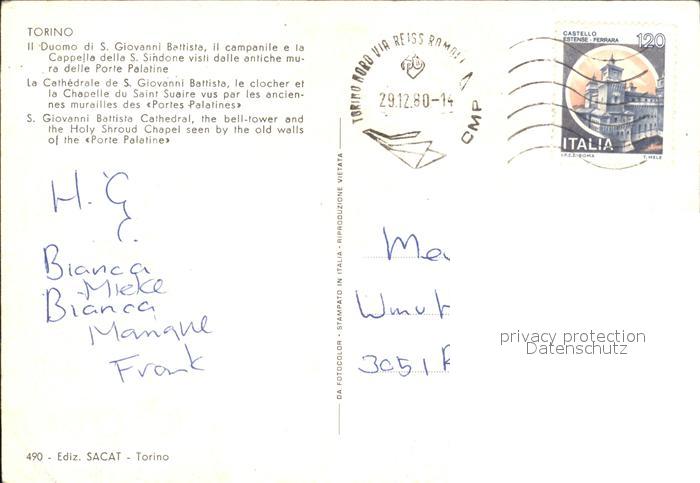 TORINO
Il Duomo di S. Giovanni Battista, il campanile e la
Cappella della S. Sindone visti dalle antiche mu-
ra delle Porte Palatine
La Cathédrale de S. Giovanni Battista, le clocher et
la Chapelle du Saint Suaire vus par les ancien-
nes murailles des «Portes Palatines»
S. Giovanni Battista Cathedral, the bell-tower and
the Holy Shroud Chapel seen by the old walls
of the «Porte Palatine»
H. G
Bianca
Mieke
Bianca
Frank
490 - Ediz. SACAT - Torino
DA FOTOCOLOR - STAMPATO IN ITALIA - RIPRODUZIONE VIETATA
TORINO NORD VIA REISS ROMOLI
CMP
29.12.80-14
CASTELLO
ESTENSE - FERRARA
120
ITALIA
I.P.Z.S. ROMA
T. MELE
3051
privacy protection
Datenschutz